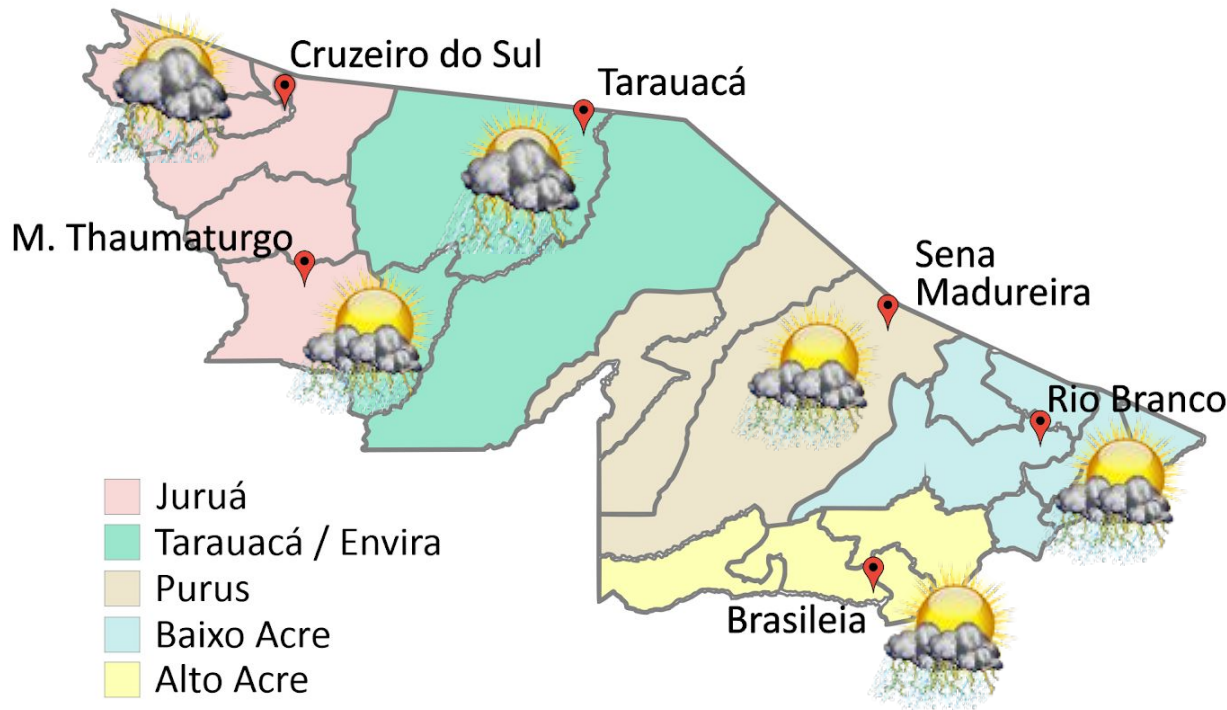 Cruzeiro do Sul
Tarauacá
M. Thaumaturgo
Sena
Madureira
Rio Branco
Brasileia
Juruá
Tarauacá / Envira
Purus
Baixo Acre
Alto Acre